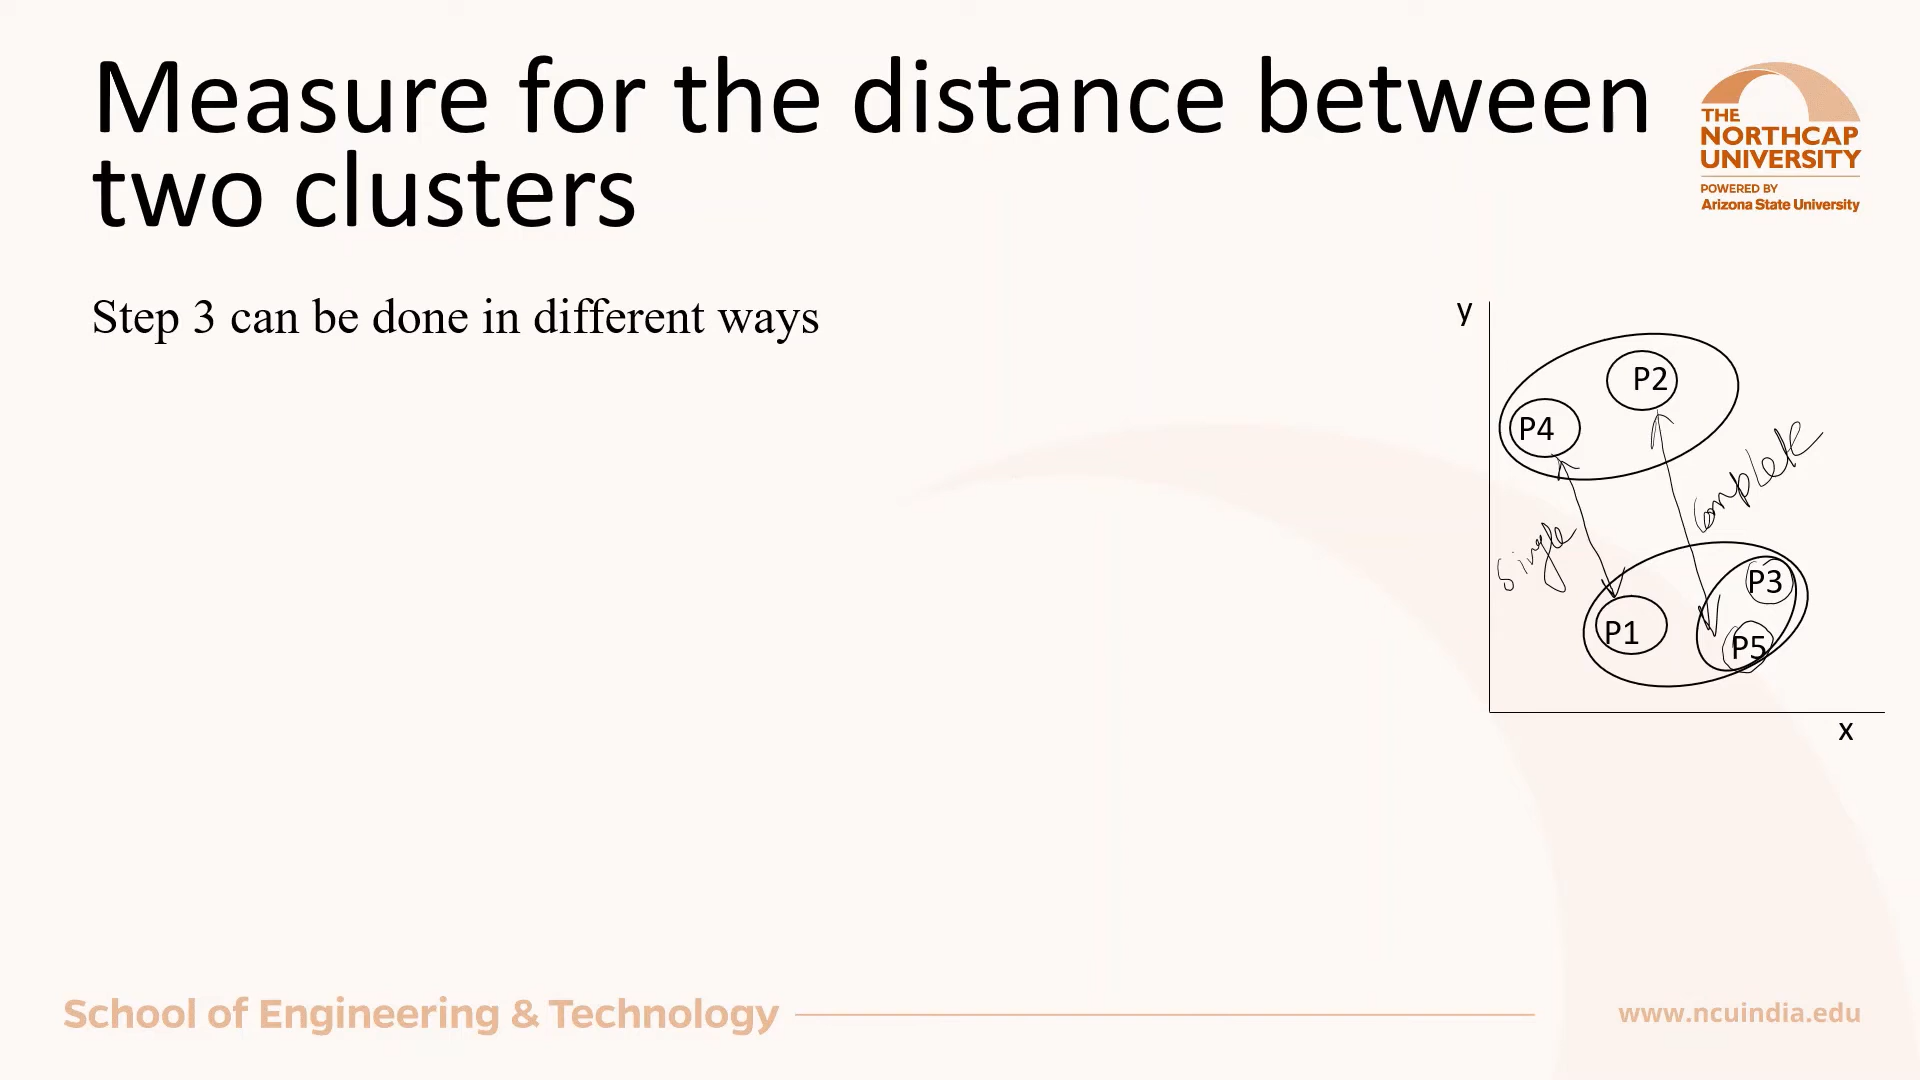 Measure for the distance between
two clusters
THE
NORTHCAP
UNIVERSITY
POWERED BY
Arizona State University
Step 3 can be done in different ways
y
P2
P4
Complete
Single
P3
P1
P5
x
School of Engineering & Technology
www.ncuindia.edu